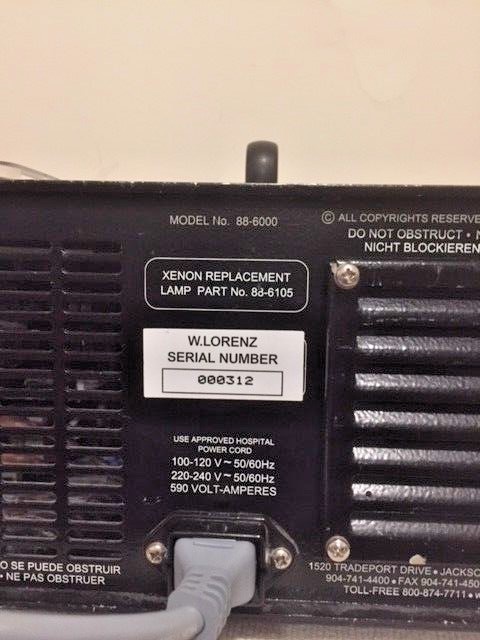 MODEL No. 88-6000
© ALL COPYRIGHTS RESERVE
DO NOT OBSTRUCT •
NICHT BLOCKIEREN
XENON REPLACEMENT
LAMP PART No. 88-6105
W.LORENZ
SERIAL NUMBER
000312
USE APPROVED HOSPITAL
POWER CORD
100-120 V ~ 50/60Hz
220-240 V ~ 50/60Hz
590 VOLT-AMPERES
O SE PUEDE OBSTRUIR
• NE PAS OBSTRUER
1520 TRADEPORT DRIVE • JACKSO
904-741-4400 • FAX 904-741-450
TOLL-FREE 800-874-7711 •